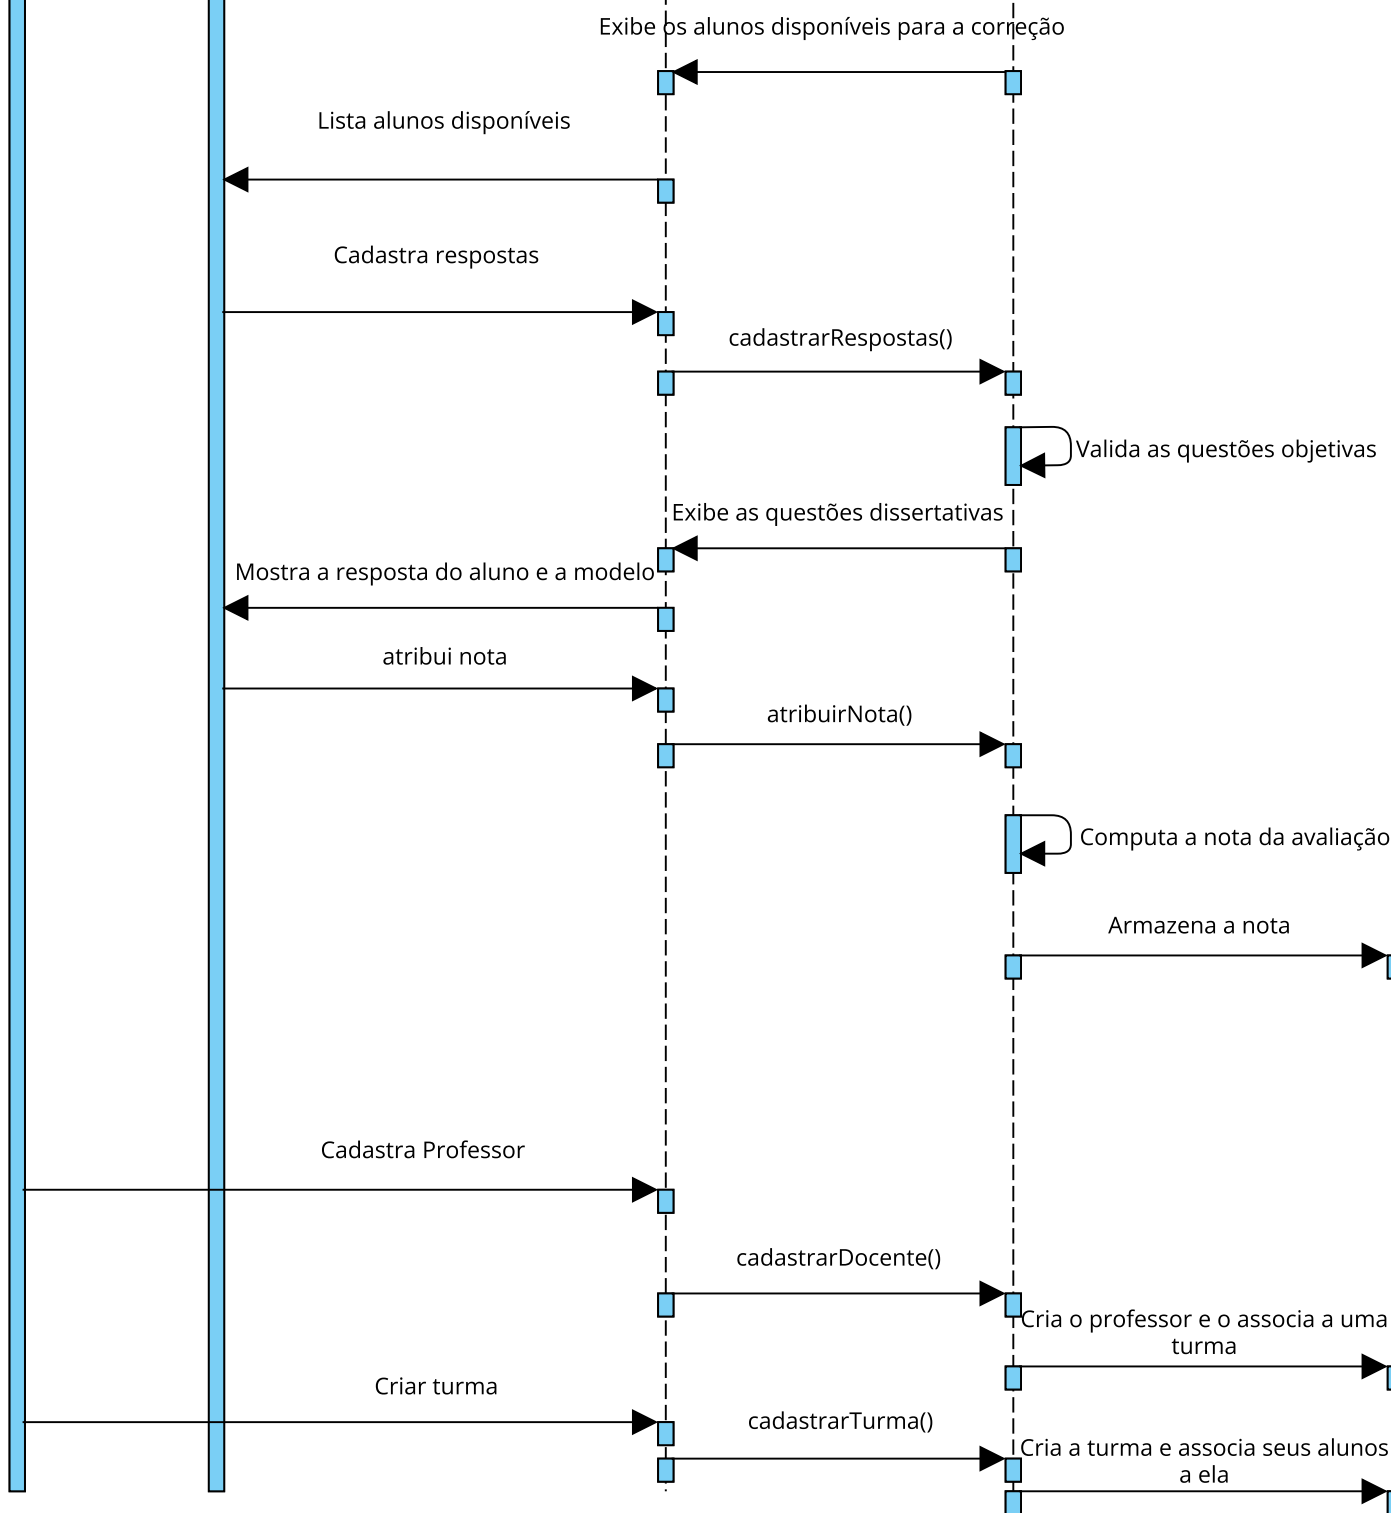 Exibe os alunos disponíveis para a correção
Lista alunos disponíveis
Cadastra respostas
cadastrarRespostas()
Valida as questões objetivas
Exibe as questões dissertativas
Mostra a resposta do aluno e a modelo
atribui nota
atribuirNota()
Computa a nota da avaliação
Armazena a nota
Cadastra Professor
cadastrarDocente()
Cria o professor e o associa a uma
turma
Criar turma
cadastrarTurma()
Cria a turma e associa seus alunos
a ela